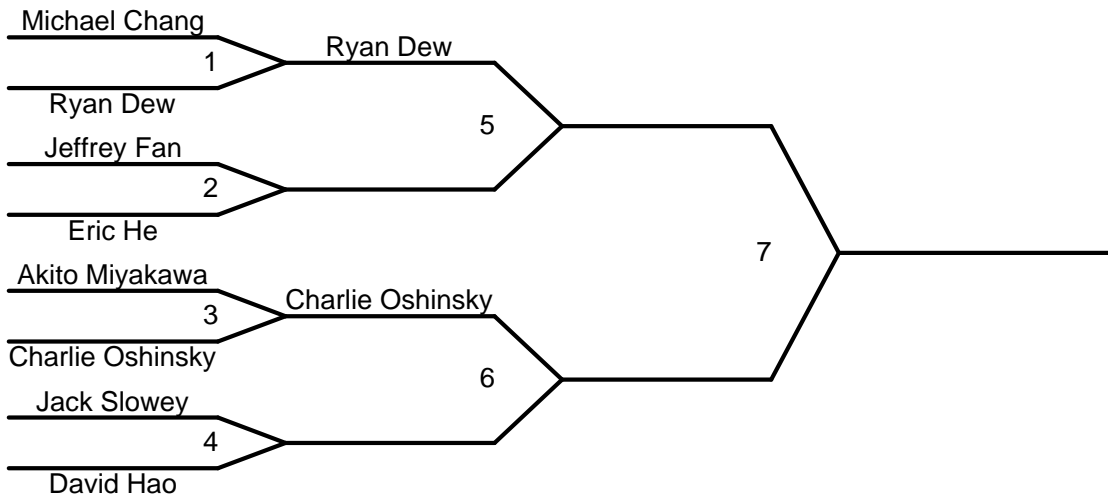 Michael Chang
1
Ryan Dew
Ryan Dew
5
Jeffrey Fan
2
Eric He
7
Akito Miyakawa
3
Charlie Oshinsky
Charlie Oshinsky
6
Jack Slowey
4
David Hao